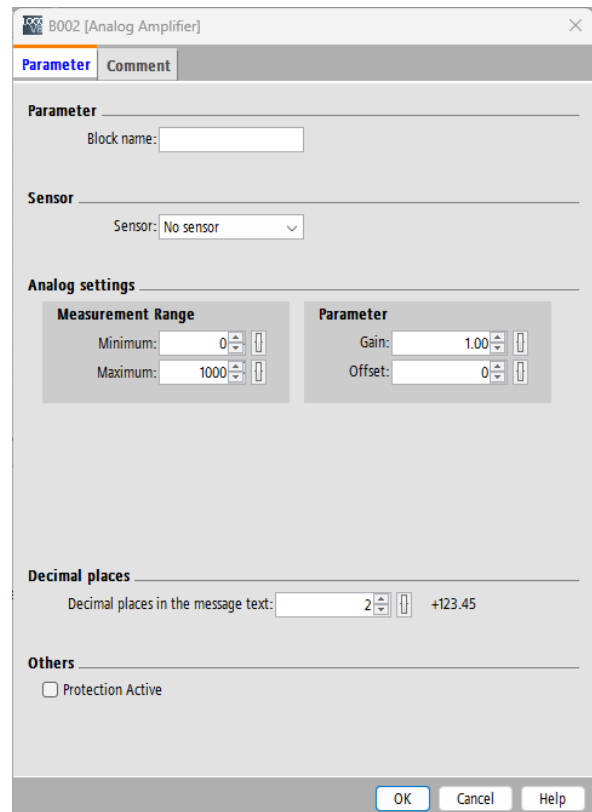 B002 [Analog Amplifier]
Parameter Comment
Parameter
Block name:
Sensor
Sensor: No sensor
Analog settings
Measurement Range
Minimum: 0
Maximum: 1000
Parameter
Gain: 1.00
Offset: 0
Decimal places
Decimal places in the message text: 2 +123.45
Others
Protection Active
OK Cancel Help